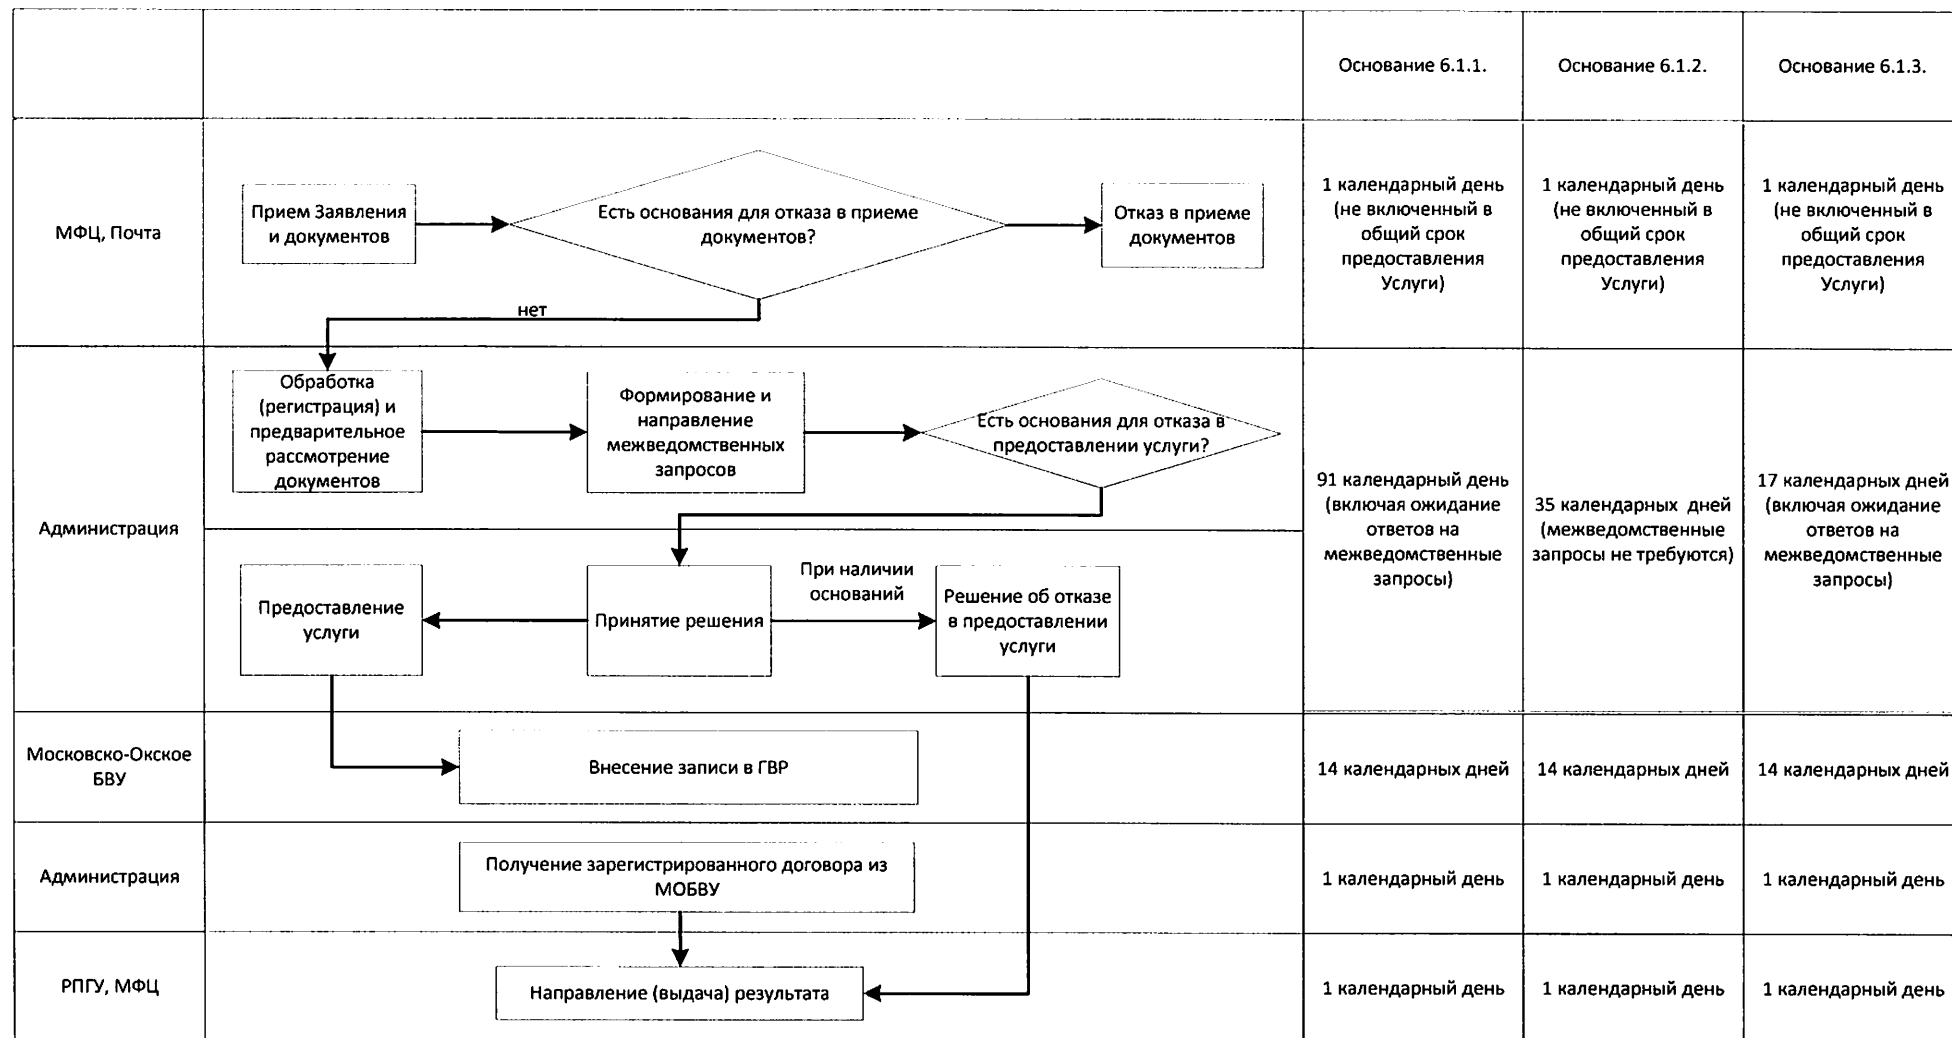 Основание 6.1.1.
Основание 6.1.2.
Основание 6.1.3.
МФЦ, Почта
Прием Заявления
и документов
Есть основания для отказа в приеме
документов?
Отказ в приеме
документов
нет
1 календарный день
(не включенный в
общий срок
предоставления
Услуги)
1 календарный день
(не включенный в
общий срок
предоставления
Услуги)
1 календарный день
(не включенный в
общий срок
предоставления
Услуги)
Администрация
Обработка
(регистрация) и
предварительное
рассмотрение
документов
Формирование и
направление
межведомственных
запросов
Есть основания для отказа в
предоставлении услуги?
Предоставление
услуги
Принятие решения
При наличии
оснований
Решение об отказе
в предоставлении
услуги
91 календарный день
(включая ожидание
ответов на
межведомственные
запросы)
35 календарных дней
(межведомственные
запросы не требуются)
17 календарных дней
(включая ожидание
ответов на
межведомственные
запросы)
Московско-Окское
БВУ
Внесение записи в ГВР
14 календарных дней
14 календарных дней
14 календарных дней
Администрация
Получение зарегистрированного договора из
МОБВУ
1 календарный день
1 календарный день
1 календарный день
РПГУ, МФЦ
Направление (выдача) результата
1 календарный день
1 календарный день
1 календарный день